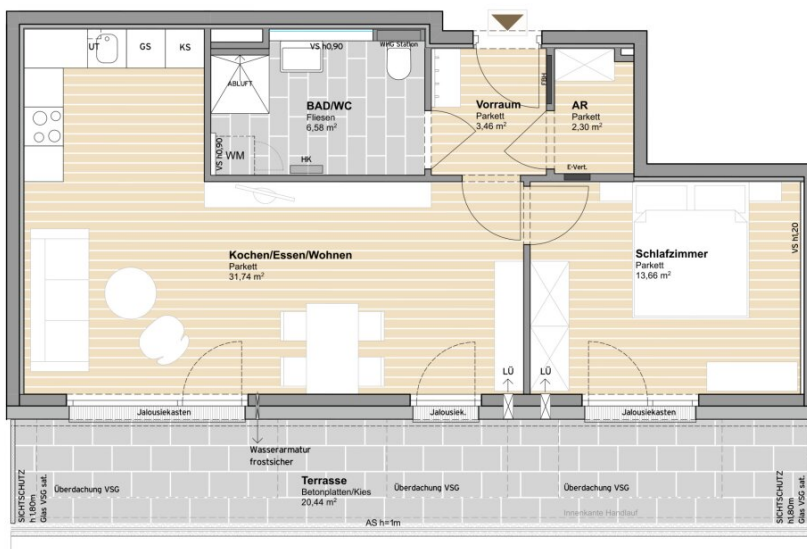 UT
GS
KS
VS h0,90
WHG Station
ABLUFT
BAD/WC
Fliesen
6,58 m²
VS h0,90
WM
HK
Vorraum
Parkett
3,46 m²
FBH
AR
Parkett
2,30 m²
E-Vert.
Kochen/Essen/Wohnen
Parkett
31,74 m²
Schlafzimmer
Parkett
13,66 m²
VS h1,20
LÜ
LÜ
Jalousiekasten
Jalousiek.
Jalousiekasten
Wasserarmatur
frostsicher
Terrasse
Betonplatten/Kies
20,44 m²
Überdachung VSG
Überdachung VSG
Überdachung VSG
SICHTSCHUTZ
h1,80m
Glas VSG sat.
SICHTSCHUTZ
h1,80m
Glas VSG sat.
Innenkante Handlauf
AS h=1m